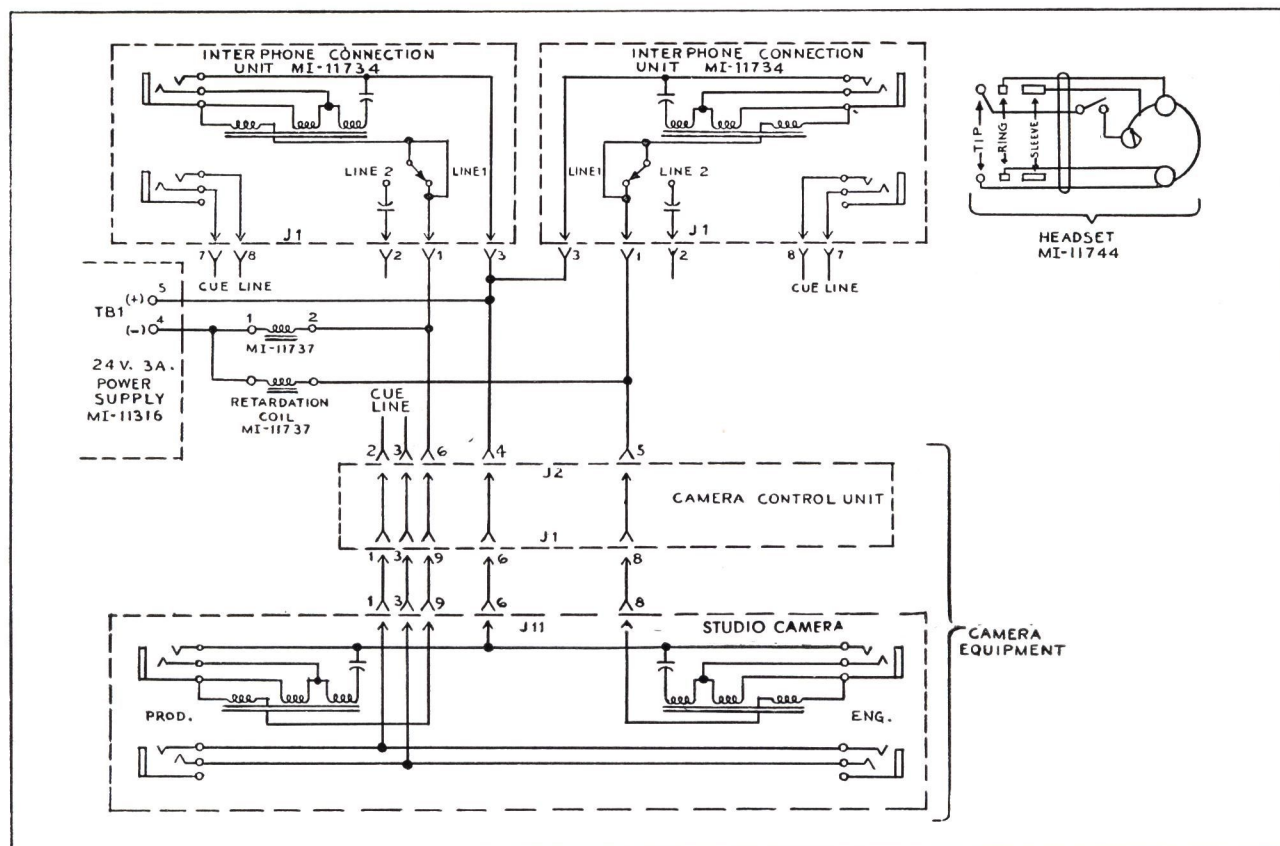 INTERPHONE CONNECTION
UNIT MI-11734
LINE 2
LINE 1
J1
7 8 2 1 3
CUE LINE
INTERPHONE CONNECTION
UNIT MI-11734
LINE 1
LINE 2
J1
3 1 2 8 7
CUE LINE
TIP
RING
SLEEVE
HEADSET
MI-11744
TB1
(+) 5
(-) 4
24 V. 3A.
POWER
SUPPLY
MI-11316
1 2
MI-11737
RETARDATION
COIL
MI-11737
CUE
LINE
2 3 6 4 5
J2
CAMERA CONTROL UNIT
J1
1 3 9 6 8
1 3 9 6 8
J11
STUDIO CAMERA
PROD.
ENG.
CAMERA
EQUIPMENT